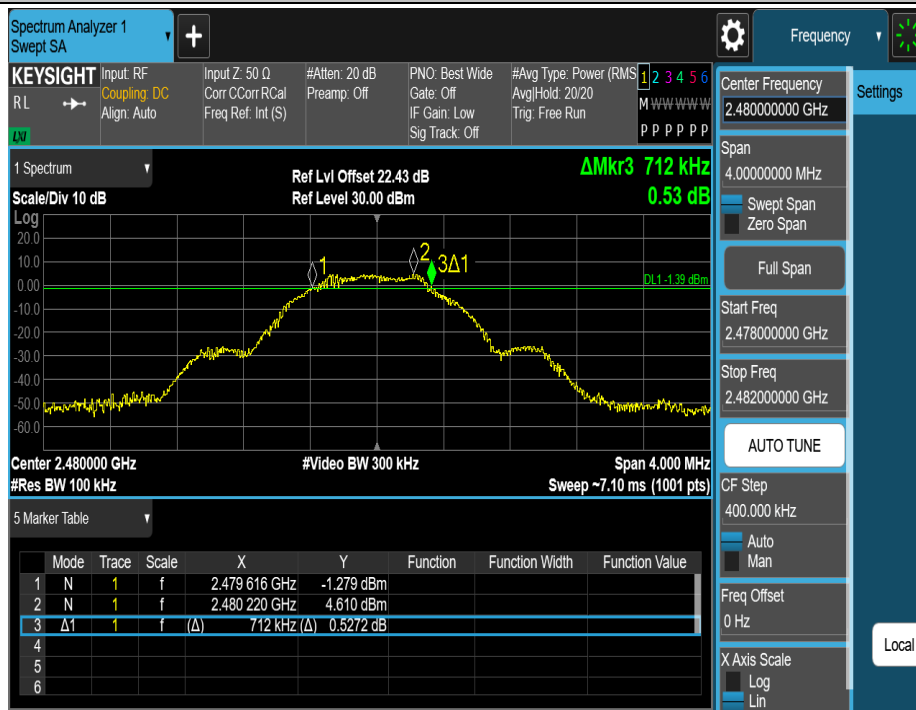 Spectrum Analyzer 1
Swept SA
+
Frequency
KEYSIGHT
RL
LXI
Input: RF
Coupling: DC
Align: Auto
Input Z: 50 Ω
Corr CCorr RCal
Freq Ref: Int (S)
#Atten: 20 dB
Preamp: Off
PNO: Best Wide
Gate: Off
IF Gain: Low
Sig Track: Off
#Avg Type: Power (RMS
Avg|Hold: 20/20
Trig: Free Run
1 2 3 4 5 6
M W W W W W
P P P P P P
1 Spectrum
Scale/Div 10 dB
Ref Lvl Offset 22.43 dB
Ref Level 30.00 dBm
ΔMkr3 712 kHz
0.53 dB
Log
20.0
10.0
0.00
-10.0
-20.0
-30.0
-40.0
-50.0
-60.0
1
2
3Δ1
DL1 -1.39 dBm
Center 2.480000 GHz
#Video BW 300 kHz
Span 4.000 MHz
#Res BW 100 kHz
Sweep ~7.10 ms (1001 pts)
5 Marker Table
Mode Trace Scale X Y Function Function Width Function Value
1 N 1 f 2.479 616 GHz -1.279 dBm
2 N 1 f 2.480 220 GHz 4.610 dBm
3 Δ1 1 f (Δ) 712 kHz (Δ) 0.5272 dB
4
5
6
Center Frequency
2.480000000 GHz
Settings
Span
4.00000000 MHz
Swept Span
Zero Span
Full Span
Start Freq
2.478000000 GHz
Stop Freq
2.482000000 GHz
AUTO TUNE
CF Step
400.000 kHz
Auto
Man
Freq Offset
0 Hz
Local
X Axis Scale
Log
Lin